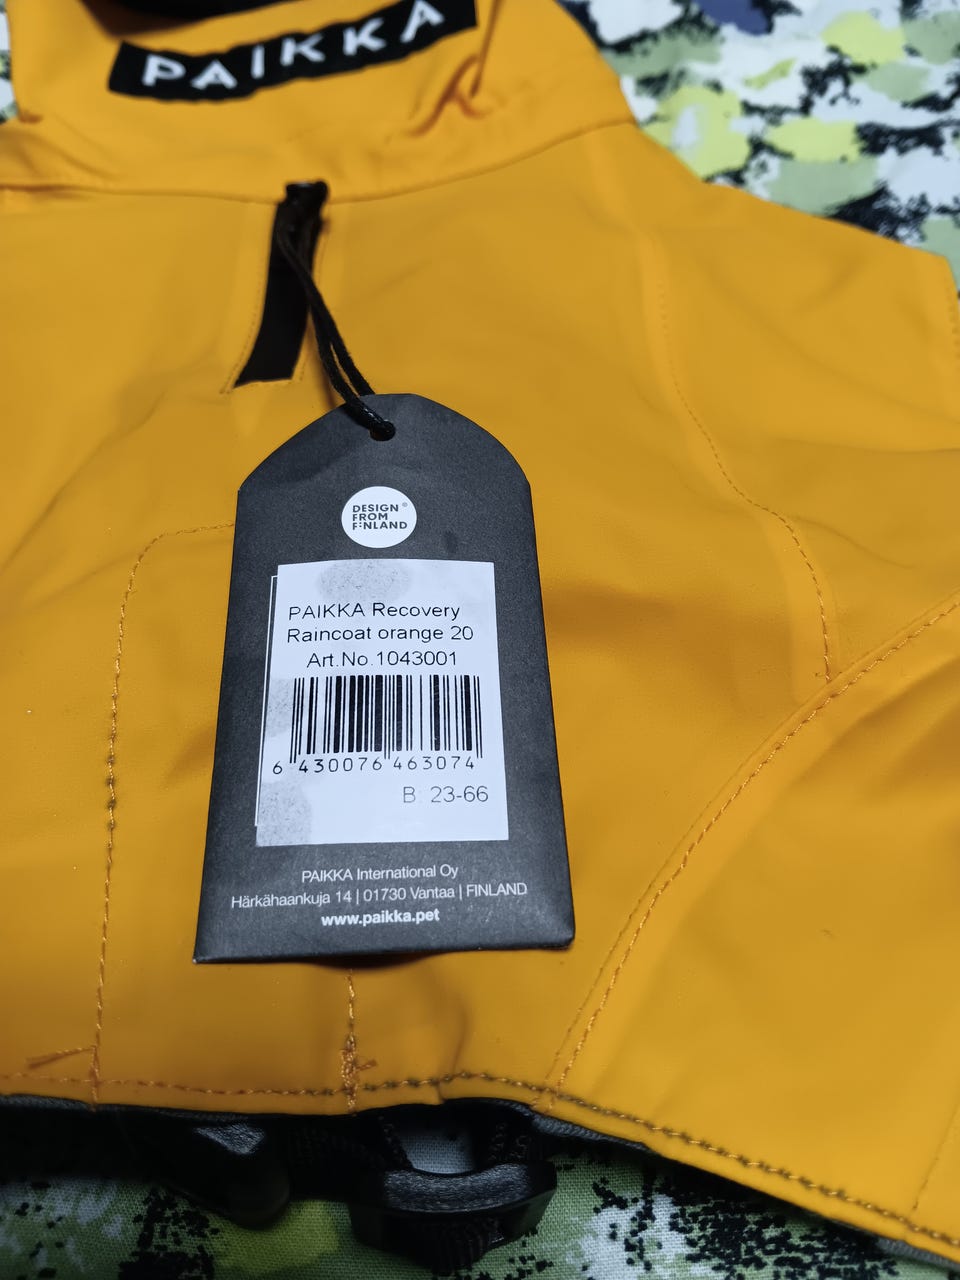 PAIKKA
DESIGN ®
FROM
FINLAND
PAIKKA Recovery
Raincoat orange 20
Art.No.1043001
6 430076 463074
B: 23-66
PAIKKA International Oy
Härkähaankuja 14 | 01730 Vantaa | FINLAND
www.paikka.pet